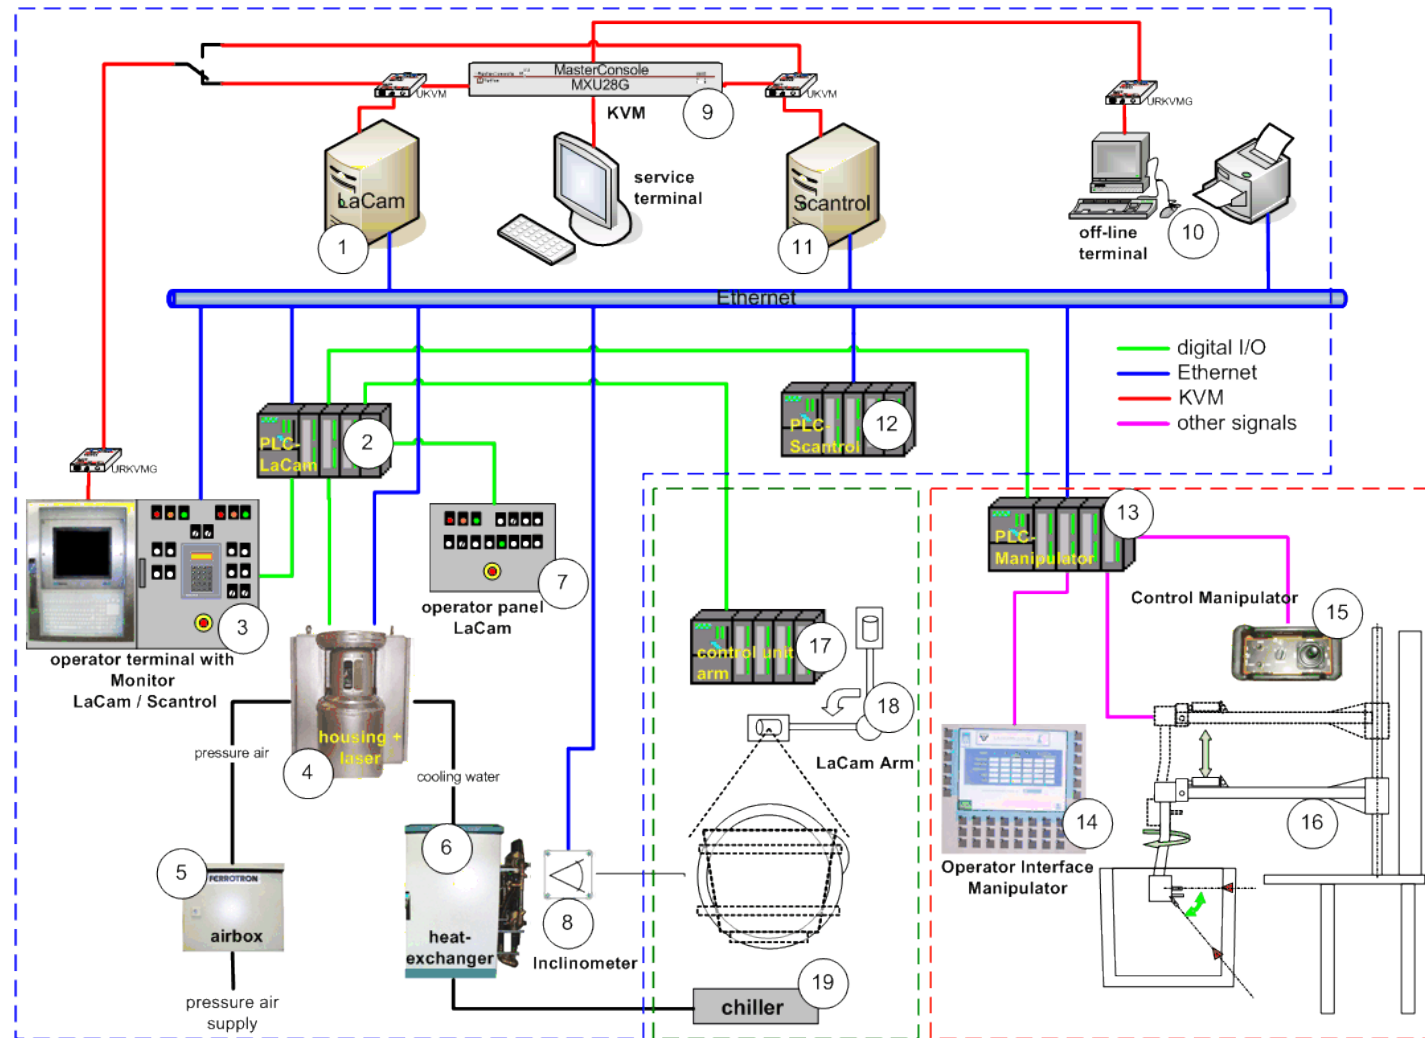 MasterConsole
MXU28G
UKVM
UKVM
9
KVM
URKVMG
LaCam
1
service
terminal
Scantrol
11
off-line
terminal
10
Ethernet
digital I/O
Ethernet
KVM
other signals
PLC-
LaCam
2
PLC-
Scantrol
12
URKVMG
3
operator terminal with
Monitor
LaCam / Scantrol
7
operator panel
LaCam
PLC-
Manipulator
13
Control Manipulator
15
control unit
arm
17
18
LaCam Arm
housing +
laser
4
pressure air
cooling water
14
Operator Interface
Manipulator
16
5
FERROTRON
airbox
pressure air
supply
6
heat-
exchanger
8
Inclinometer
chiller
19